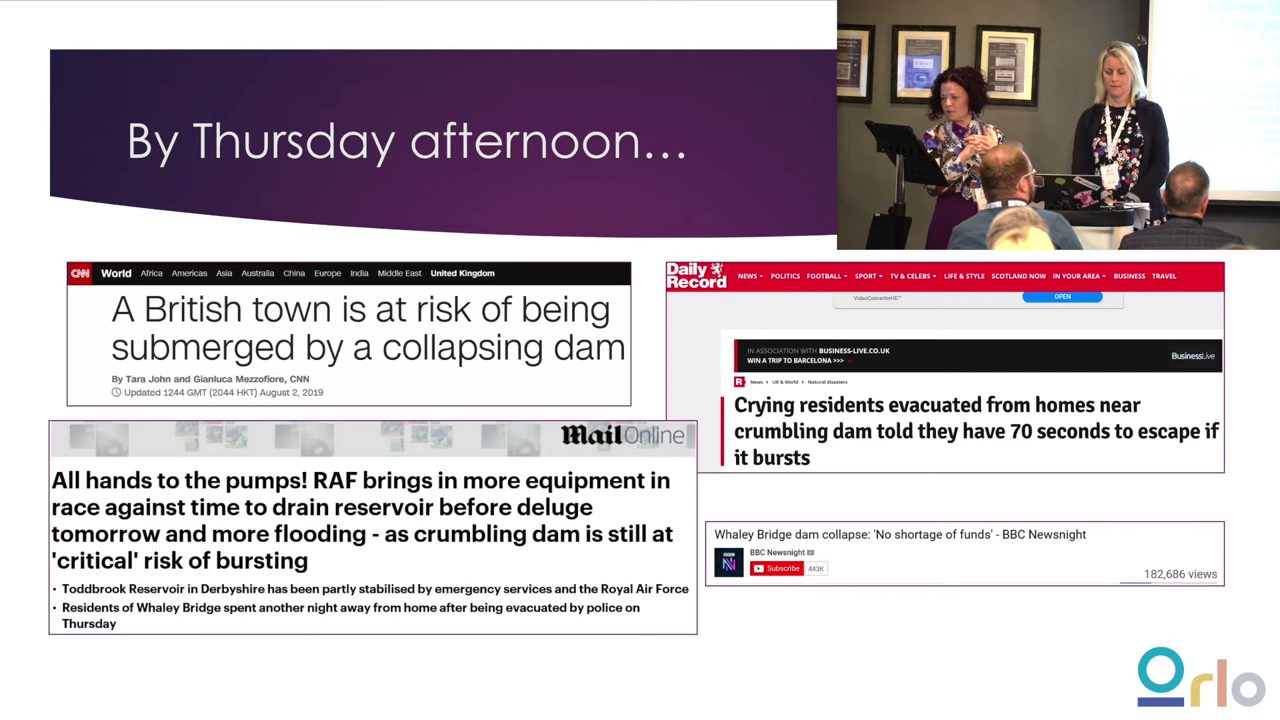 By Thursday afternoon...
CNN World Africa Americas Asia Australia China Europe India Middle East United Kingdom
A British town is at risk of being
submerged by a collapsing dam
By Tara John and Gianluca Mezzofiore, CNN
Updated 1244 GMT (2044 HKT) August 2, 2019
Daily
Record
NEWS POLITICS FOOTBALL SPORT TV & CELEBS LIFE & STYLE SCOTLAND NOW IN YOUR AREA BUSINESS TRAVEL
VideoConverterHD™ OPEN
IN ASSOCIATION WITH BUSINESS-LIVE.CO.UK
WIN A TRIP TO BARCELONA >>>
BusinessLive
R News UK & World Natural disasters
Crying residents evacuated from homes near
crumbling dam told they have 70 seconds to escape if
it bursts
Mail Online
All hands to the pumps! RAF brings in more equipment in
race against time to drain reservoir before deluge
tomorrow and more flooding - as crumbling dam is still at
'critical' risk of bursting
• Toddbrook Reservoir in Derbyshire has been partly stabilised by emergency services and the Royal Air Force
• Residents of Whaley Bridge spent another night away from home after being evacuated by police on
Thursday
Whaley Bridge dam collapse: 'No shortage of funds' - BBC Newsnight
BBC Newsnight
Subscribe 443K
182,686 views
Orlo